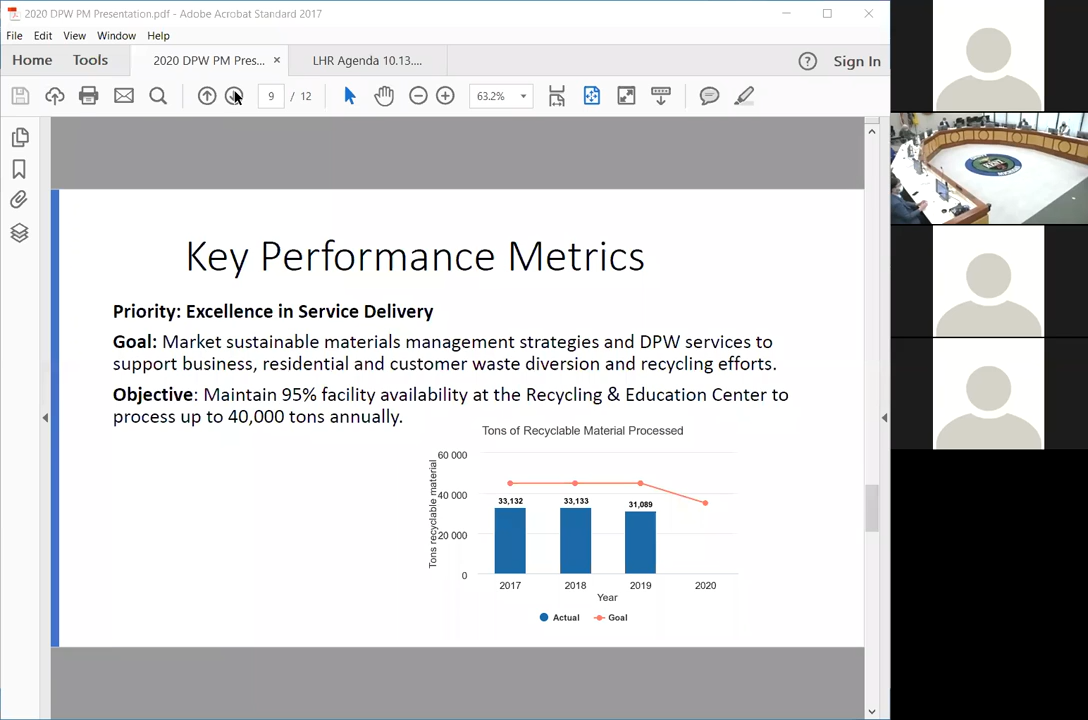 2020 DPW PM Presentation.pdf - Adobe Acrobat Standard 2017
File Edit View Window Help
Home Tools 2020 DPW PM Pres... × LHR Agenda 10.13.... ? Sign In
9 / 12 63.2%
Key Performance Metrics
Priority: Excellence in Service Delivery
Goal: Market sustainable materials management strategies and DPW services to
support business, residential and customer waste diversion and recycling efforts.
Objective: Maintain 95% facility availability at the Recycling & Education Center to
process up to 40,000 tons annually.
Tons of Recyclable Material Processed
Tons recyclable material
60 000
40 000
20 000
0
33,132 33,133 31,089
2017 2018 2019 2020
Year
Actual Goal